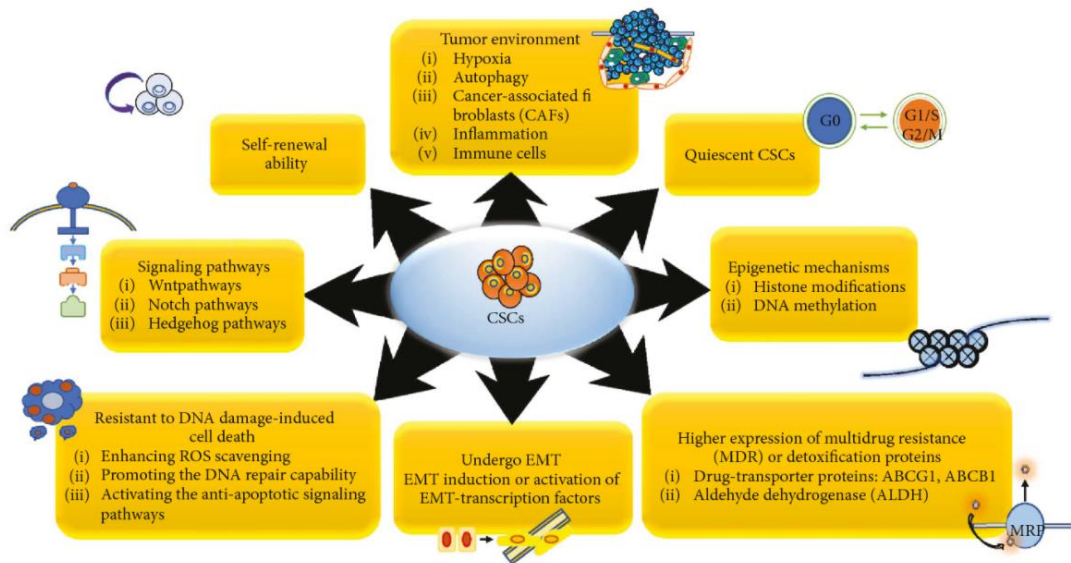 Tumor environment
(i) Hypoxia
(ii) Autophagy
(iii) Cancer-associated fi
broblasts (CAFs)
(iv) Inflammation
(v) Immune cells
Self-renewal
ability
Quiescent CSCs
G0
G1/S
G2/M
Signaling pathways
(i) Wntpathways
(ii) Notch pathways
(iii) Hedgehog pathways
CSCs
Epigenetic mechanisms
(i) Histone modifications
(ii) DNA methylation
Resistant to DNA damage-induced
cell death
(i) Enhancing ROS scavenging
(ii) Promoting the DNA repair capability
(iii) Activating the anti-apoptotic signaling
pathways
Undergo EMT
EMT induction or activation of
EMT-transcription factors
Higher expression of multidrug resistance
(MDR) or detoxification proteins
(i) Drug-transporter proteins: ABCG1, ABCB1
(ii) Aldehyde dehydrogenase (ALDH)
MRP